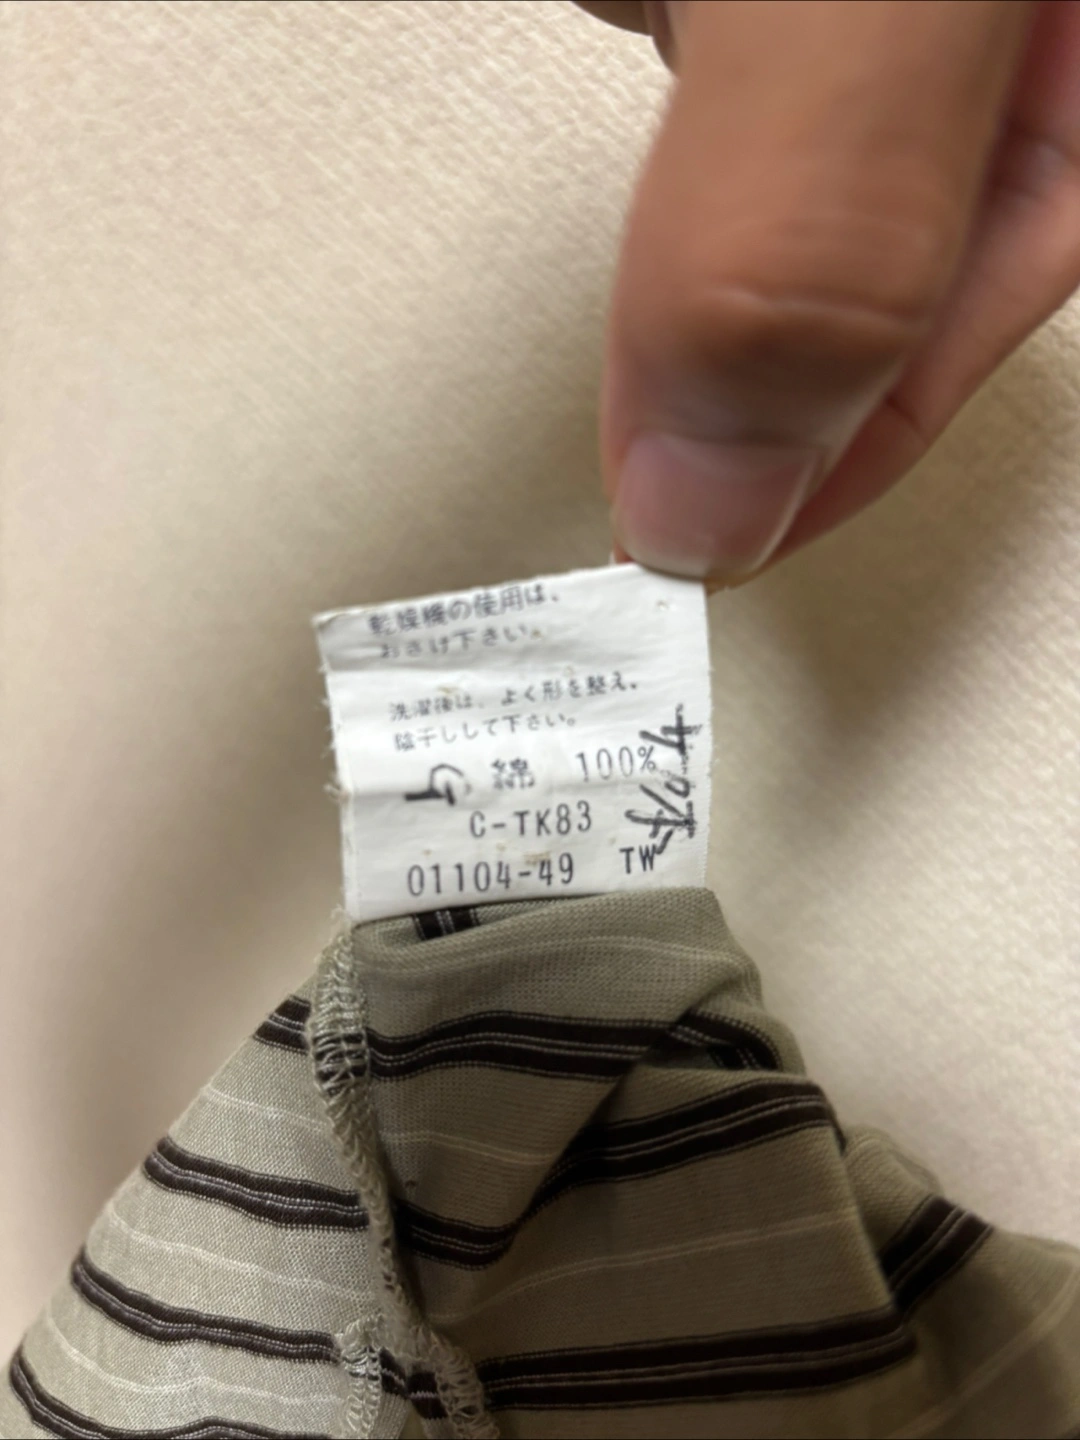 乾燥機の使用は、
おさけ下さい。
洗濯後は、よく形を整え、
陰干しして下さい。
綿 100%
C-TK83
01104-49 TW